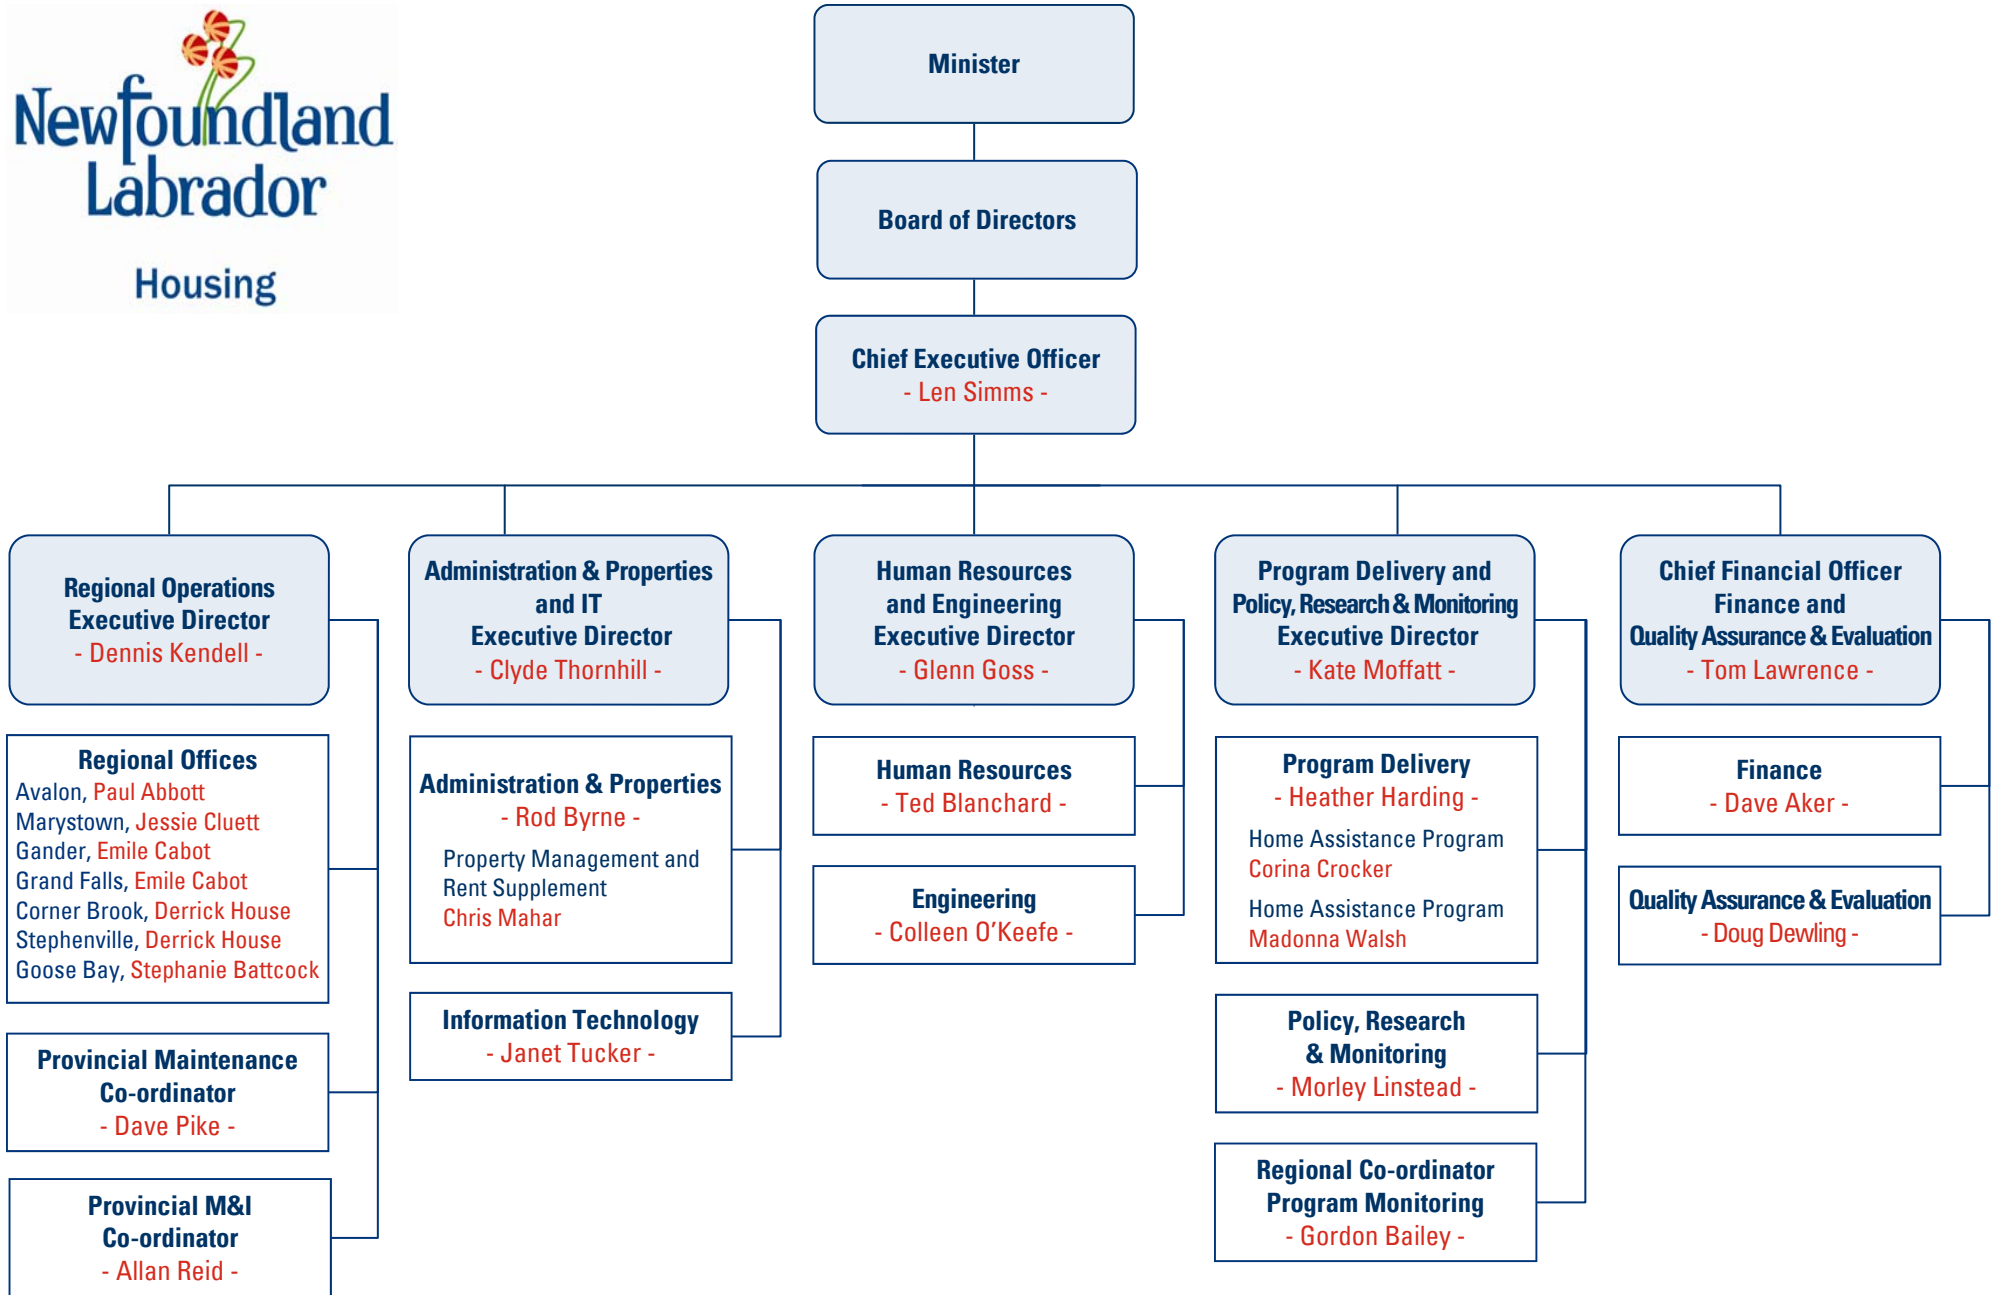 Newfoundland
Labrador
Housing
Minister
Board of Directors
Chief Executive Officer
- Len Simms -
Regional Operations
Executive Director
- Dennis Kendell -
Administration & Properties
and IT
Executive Director
- Clyde Thornhill -
Human Resources
and Engineering
Executive Director
- Glenn Goss -
Program Delivery and
Policy, Research & Monitoring
Executive Director
- Kate Moffatt -
Chief Financial Officer
Finance and
Quality Assurance & Evaluation
- Tom Lawrence -
Regional Offices
Avalon, Paul Abbott
Marystown, Jessie Cluett
Gander, Emile Cabot
Grand Falls, Emile Cabot
Corner Brook, Derrick House
Stephenville, Derrick House
Goose Bay, Stephanie Battcock
Provincial Maintenance
Co-ordinator
- Dave Pike -
Provincial M&I
Co-ordinator
- Allan Reid -
Administration & Properties
- Rod Byrne -
Property Management and
Rent Supplement
Chris Mahar
Information Technology
- Janet Tucker -
Human Resources
- Ted Blanchard -
Engineering
- Colleen O’Keefe -
Program Delivery
- Heather Harding -
Home Assistance Program
Corina Crocker
Home Assistance Program
Madonna Walsh
Policy, Research
& Monitoring
- Morley Linstead -
Regional Co-ordinator
Program Monitoring
- Gordon Bailey -
Finance
- Dave Aker -
Quality Assurance & Evaluation
- Doug Dewling -